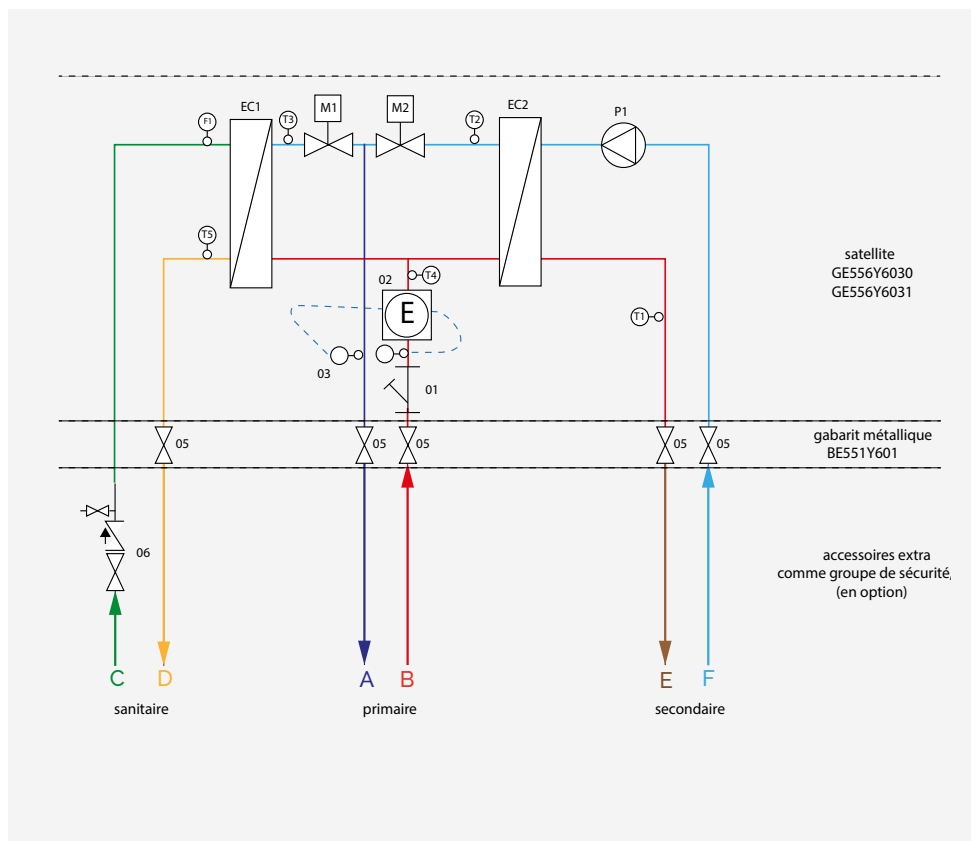 EC1
M1
M2
EC2
P1
F1
T3
T2
T5
T4
02
E
T1
03
01
satellite
GE556Y6030
GE556Y6031
05
05
05
05
05
gabarit métallique
BE551Y601
06
accessoires extra
comme groupe de sécurité,
(en option)
C
D
A
B
E
F
sanitaire
primaire
secondaire